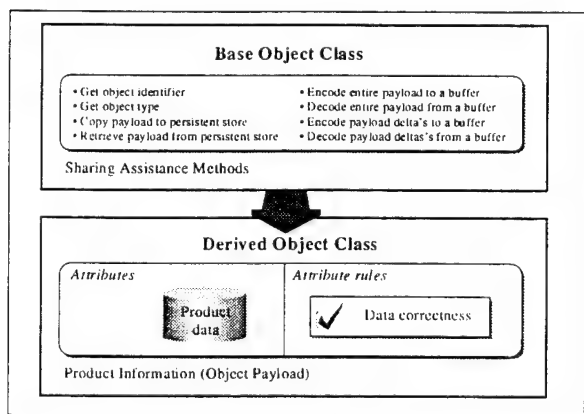 Base Object Class
• Get object identifier
• Get object type
• Copy payload to persistent store
• Retrieve payload from persistent store
• Encode entire payload to a buffer
• Decode entire payload from a buffer
• Encode payload delta's to a buffer
• Decode payload deltas's from a buffer
Sharing Assistance Methods
Derived Object Class
Attributes
Product
data
Attribute rules
Data correctness
Product Information (Object Payload)